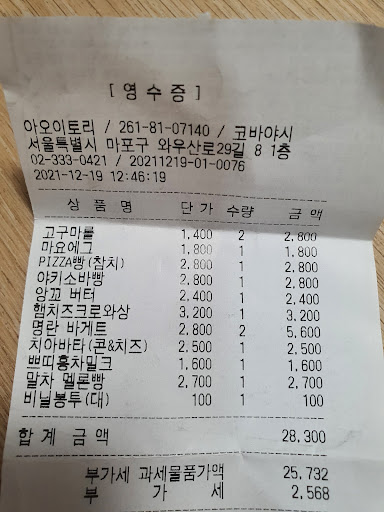 [ 영 수 증 ]
아오이토리 / 261-81-07140 / 코바야시
서울특별시 마포구 와우산로29길 8 1층
02-333-0421 / 20211219-01-0076
2021-12-19 12:46:19
상 품 명 단 가 수량 금 액
고구마롤 1,400 2 2,800
마요에그 1,800 1 1,800
PIZZA빵(참치) 2,800 1 2,800
야키소바빵 2,800 1 2,800
앙꼬 버터 2,400 1 2,400
햄치즈크로와상 3,200 1 3,200
명란 바게트 2,800 2 5,600
치아바타(콘&치즈) 2,500 1 2,500
쁘띠홍차밀크 1,600 1 1,600
말차 멜론빵 2,700 1 2,700
비닐봉투(대) 100 1 100
합 계 금 액 28,300
부가세 과세물품가액 25,732
부 가 세 2,568